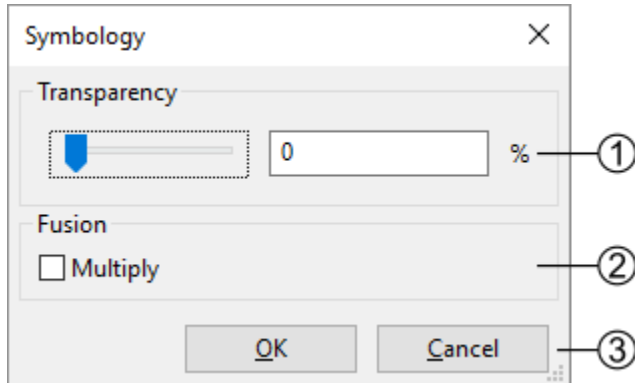 Symbology
Transparency
0 % 1
Fusion
Multiply 2
OK Cancel 3